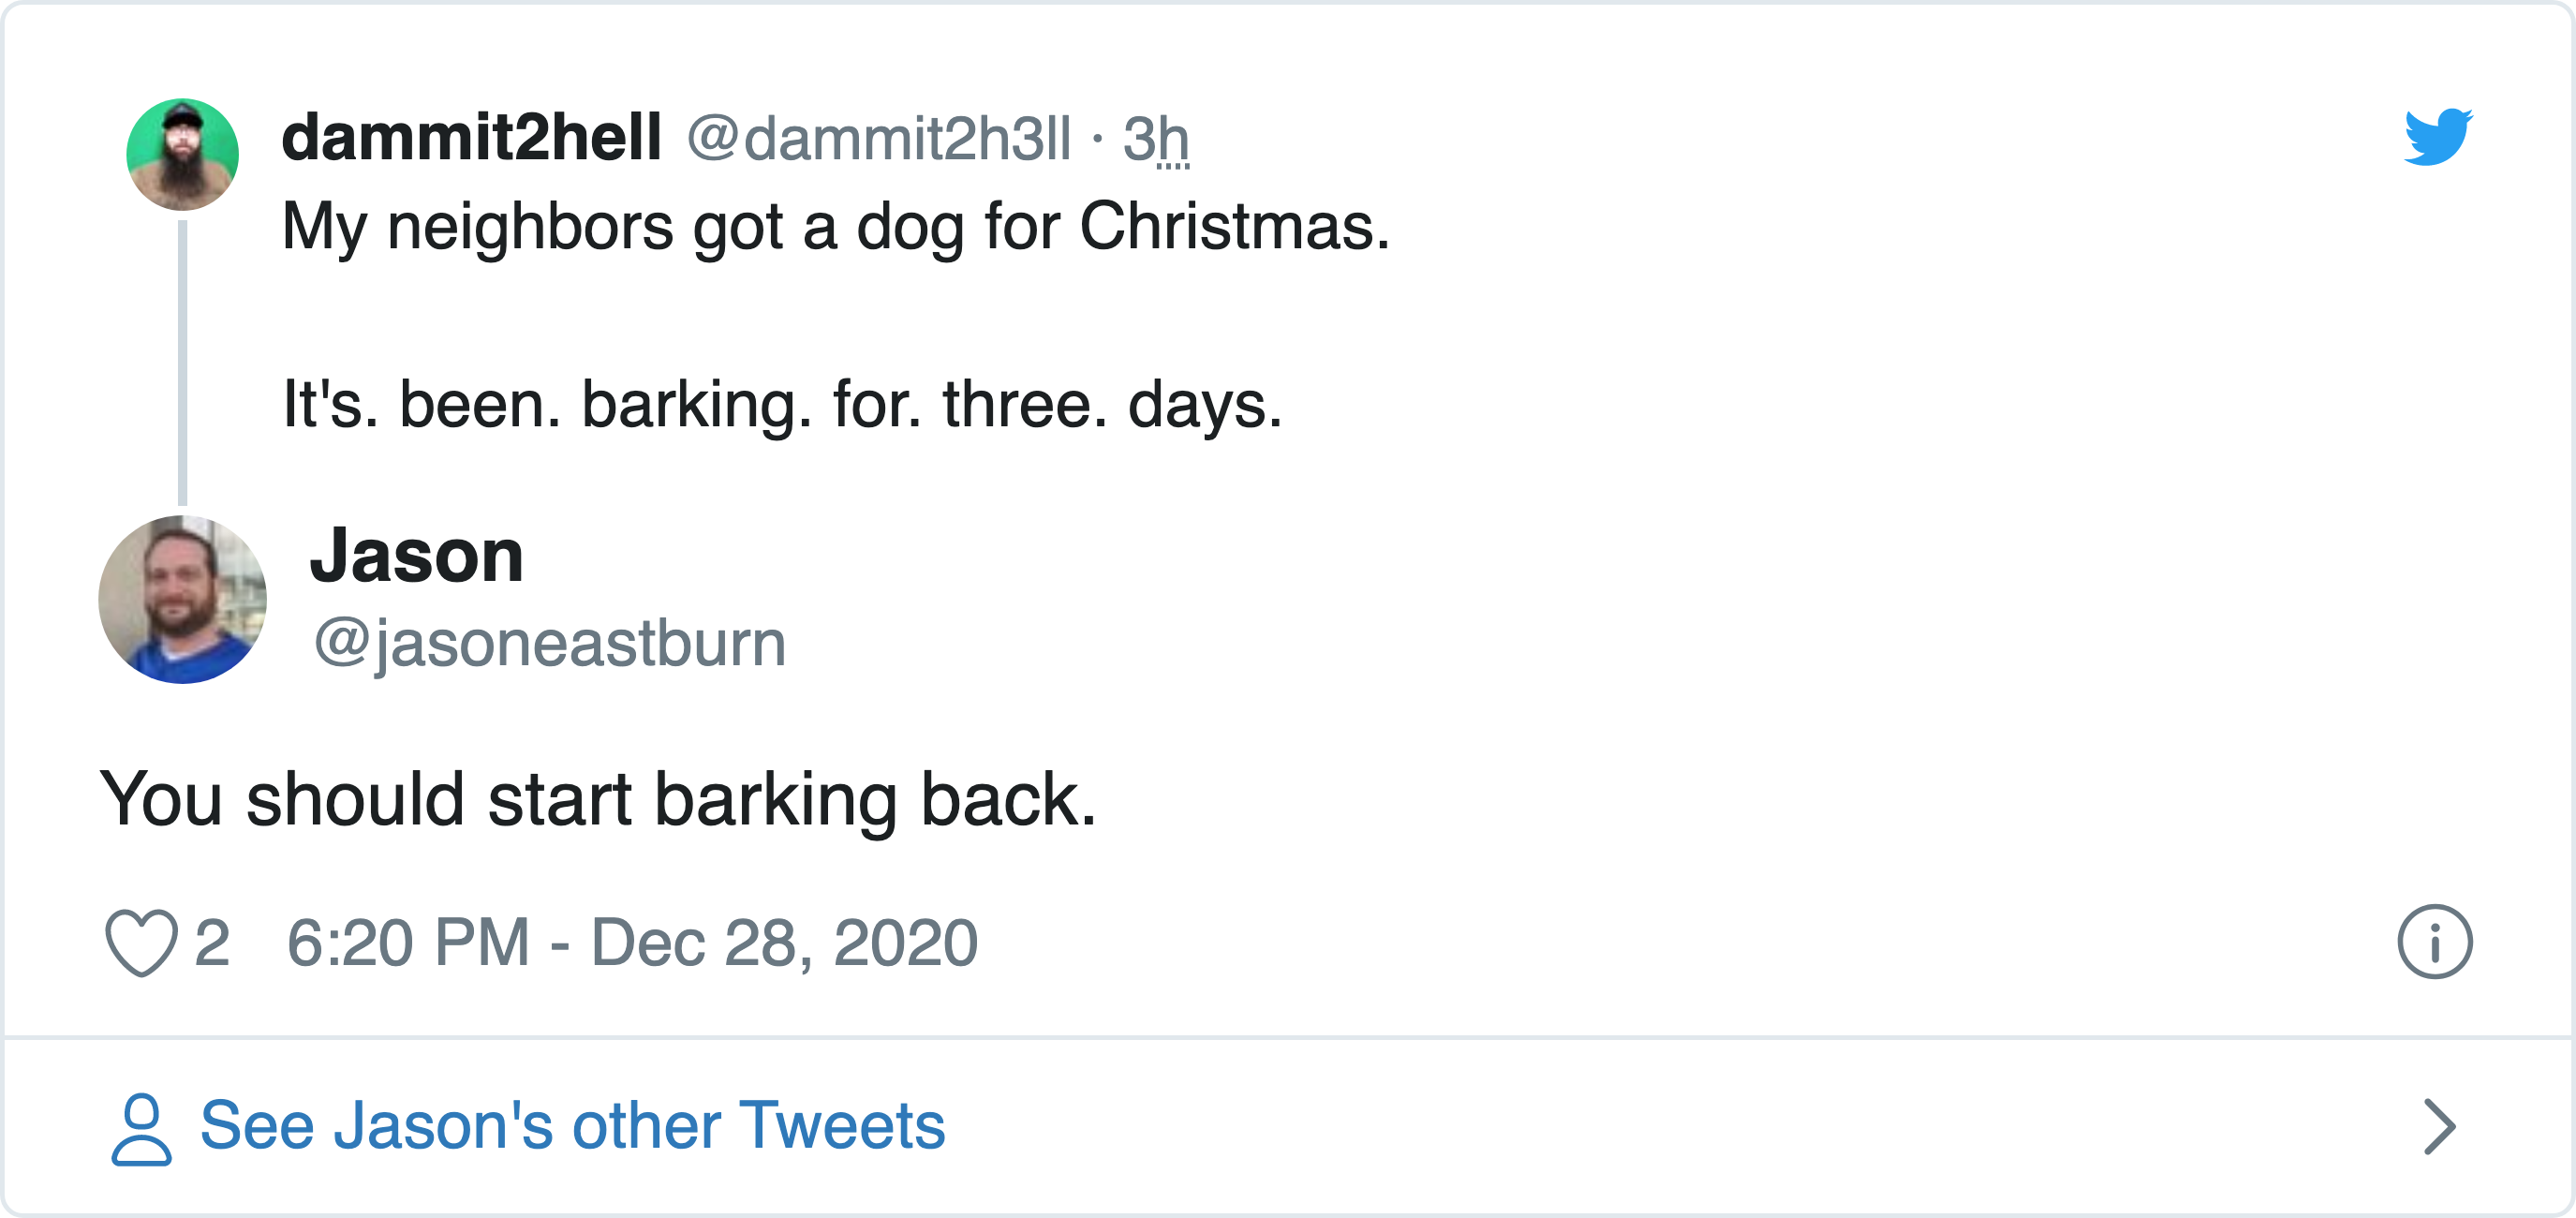 dammit2hell @dammit2h3ll · 3h
My neighbors got a dog for Christmas.
It's. been. barking. for. three. days.
Jason
@jasoneastburn
You should start barking back.
2 6:20 PM - Dec 28, 2020
See Jason's other Tweets